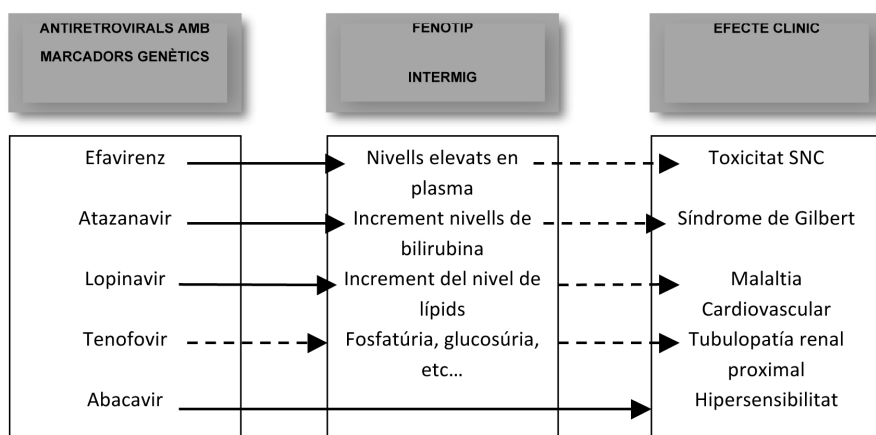 ANTIRETROVIRALS AMB
MARCADORS GENÈTICS
FENOTIP
INTERMIG
EFECTE CLINIC
Efavirenz
Nivells elevats en
plasma
Toxicitat SNC
Atazanavir
Increment nivells de
bilirubina
Síndrome de Gilbert
Lopinavir
Increment del nivel de
lípids
Malaltia
Cardiovascular
Tenofovir
Fosfatúria, glucosúria,
etc...
Tubulopatía renal
proximal
Abacavir
Hipersensibilitat